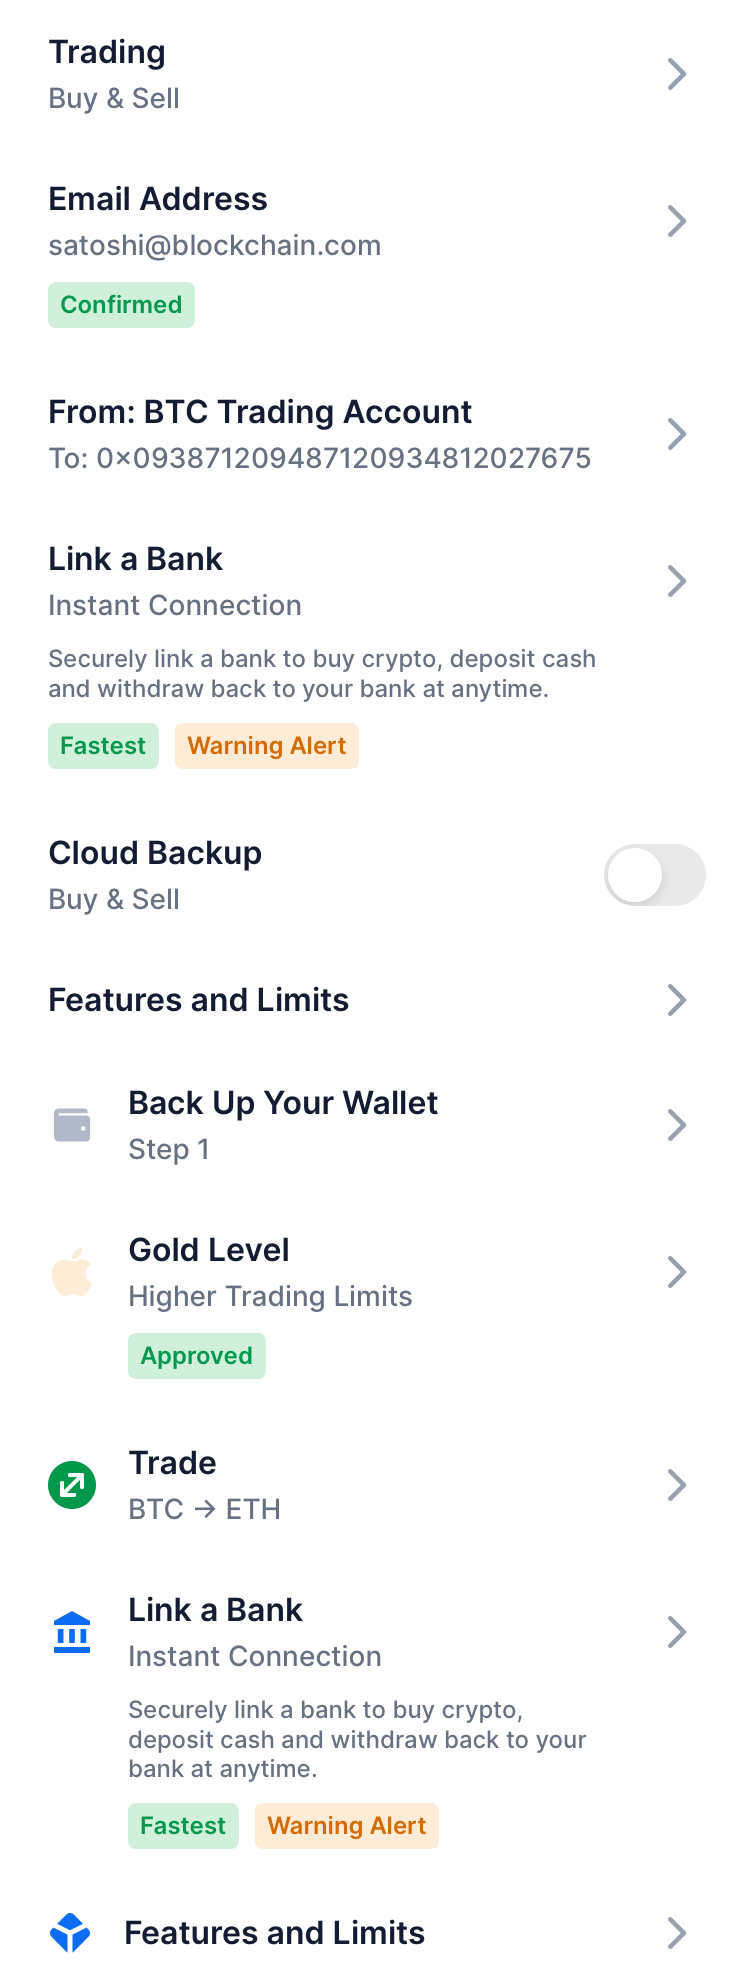 Trading
Buy & Sell
Email Address
satoshi@blockchain.com
Confirmed
From: BTC Trading Account
To: 0x093871209487120934812027675
Link a Bank
Instant Connection
Securely link a bank to buy crypto, deposit cash
and withdraw back to your bank at anytime.
Fastest Warning Alert
Cloud Backup
Buy & Sell
Features and Limits
Back Up Your Wallet
Step 1
Gold Level
Higher Trading Limits
Approved
Trade
BTC → ETH
Link a Bank
Instant Connection
Securely link a bank to buy crypto,
deposit cash and withdraw back to your
bank at anytime.
Fastest Warning Alert
Features and Limits